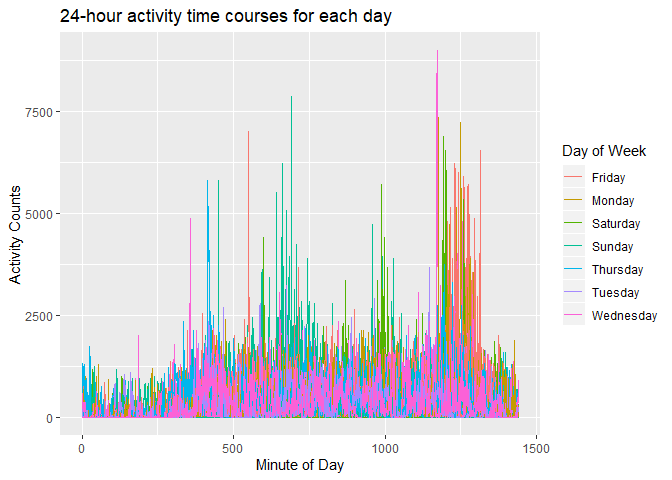 24-hour activity time courses for each day
Activity Counts
7500
5000
2500
0
0
500
1000
1500
Minute of Day
Day of Week
Friday
Monday
Saturday
Sunday
Thursday
Tuesday
Wednesday